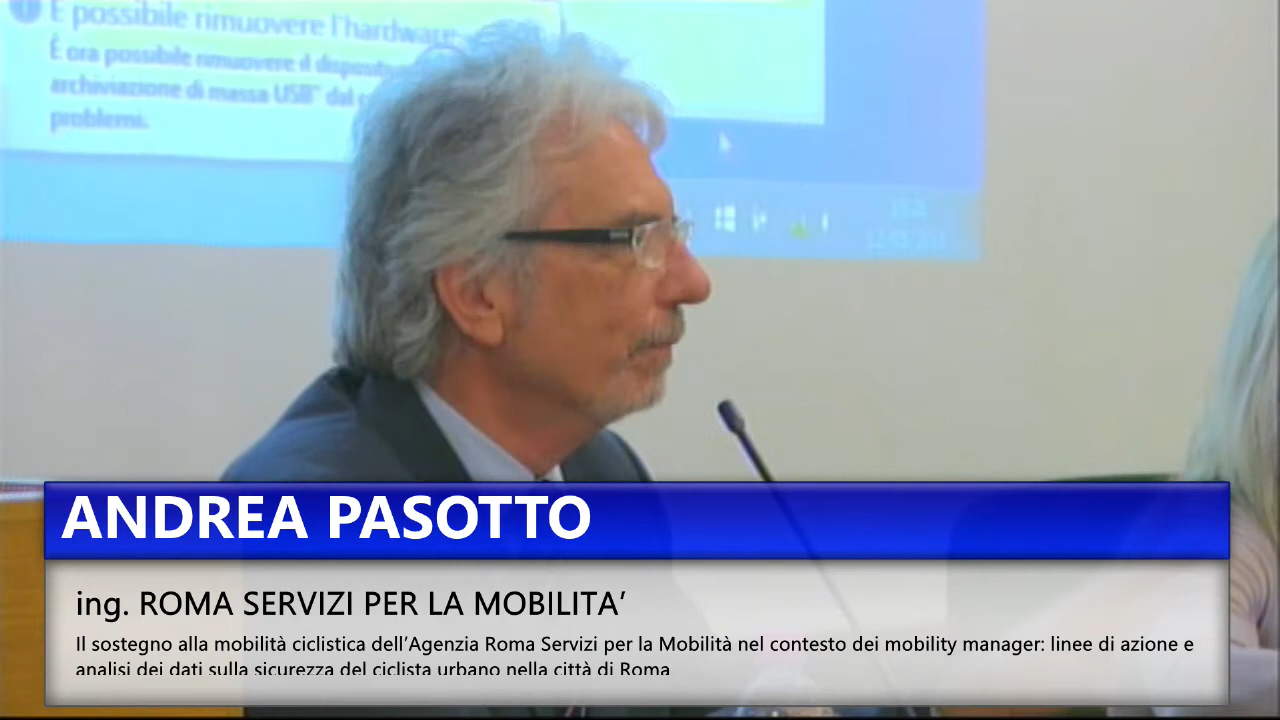 È possibile rimuovere l'hardware
È ora possibile rimuovere il
archiviazione di massa USB" dal
problemi.
ANDREA PASOTTO
ing. ROMA SERVIZI PER LA MOBILITA’
Il sostegno alla mobilità ciclistica dell’Agenzia Roma Servizi per la Mobilità nel contesto dei mobility manager: linee di azione e
analisi dei dati sulla sicurezza del ciclista urbano nella città di Roma